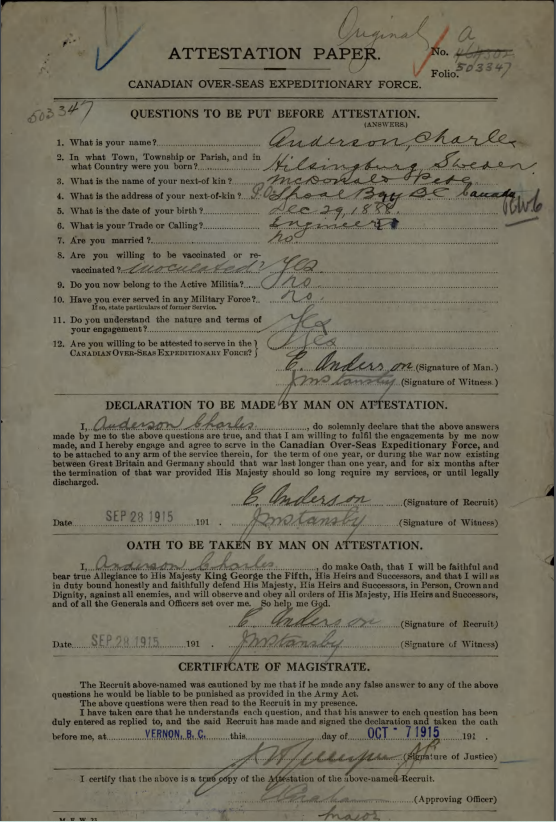 Original a
ATTESTATION PAPER.
No. 
Folio. 503347
CANADIAN OVER-SEAS EXPEDITIONARY FORCE.
503347
QUESTIONS TO BE PUT BEFORE ATTESTATION.
(ANSWERS.)
1. What is your name? Anderson, Charles
2. In what Town, Township or Parish, and in
what Country were you born? Hilsingburg, Sweden.
3. What is the name of your next-of kin? McDonald Pete.
4. What is the address of your next-of-kin? P.O. Shoal Bay B.C. Canada
5. What is the date of your birth? Dec 29, 1888.
6. What is your Trade or Calling? Engineer
7. Are you married? no.
8. Are you willing to be vaccinated or re-
vaccinated? Inoculated? Yes
9. Do you now belong to the Active Militia? no
10. Have you ever served in any Military Force? no.
If so, state particulars of former Service.
11. Do you understand the nature and terms of
your engagement? Yes
12. Are you willing to be attested to serve in the
CANADIAN OVER-SEAS EXPEDITIONARY FORCE? Yes
C. Anderson (Signature of Man.)
JM Stansby (Signature of Witness.)
DECLARATION TO BE MADE BY MAN ON ATTESTATION.
I, Anderson Charles, do solemnly declare that the above answers
made by me to the above questions are true, and that I am willing to fulfil the engagements by me now
made, and I hereby engage and agree to serve in the Canadian Over-Seas Expeditionary Force, and
to be attached to any arm of the service therein, for the term of one year, or during the war now existing
between Great Britain and Germany should that war last longer than one year, and for six months after
the termination of that war provided His Majesty should so long require my services, or until legally
discharged.
C. Anderson (Signature of Recruit)
Date SEP 28 1915 191 . JM Stansby (Signature of Witness)
OATH TO BE TAKEN BY MAN ON ATTESTATION.
I, Anderson Charles, do make Oath, that I will be faithful and
bear true Allegiance to His Majesty King George the Fifth, His Heirs and Successors, and that I will as
in duty bound honestly and faithfully defend His Majesty, His Heirs and Successors, in Person, Crown and
Dignity, against all enemies, and will observe and obey all orders of His Majesty, His Heirs and Successors,
and of all the Generals and Officers set over me. So help me God.
C. Anderson (Signature of Recruit)
Date SEP 28 1915 191 . JM Stansby (Signature of Witness)
CERTIFICATE OF MAGISTRATE.
The Recruit above-named was cautioned by me that if he made any false answer to any of the above
questions he would be liable to be punished as provided in the Army Act.
The above questions were then read to the Recruit in my presence.
I have taken care that he understands each question, and that his answer to each question has been
duly entered as replied to, and the said Recruit has made and signed the declaration and taken the oath
before me, at VERNON, B. C. this day of OCT - 7 1915 191 .
(Signature of Justice)
I certify that the above is a true copy of the Attestation of the above-named Recruit.
(Approving Officer)
major